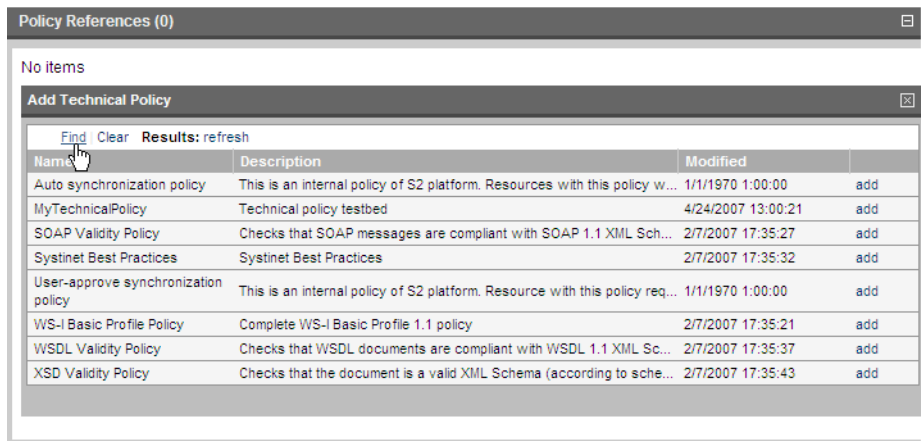 Policy References (0)
No items
Add Technical Policy
Find | Clear Results: refresh
Name Description Modified
Auto synchronization policy This is an internal policy of S2 platform. Resources with this policy w... 1/1/1970 1:00:00 add
MyTechnicalPolicy Technical policy testbed 4/24/2007 13:00:21 add
SOAP Validity Policy Checks that SOAP messages are compliant with SOAP 1.1 XML Sch... 2/7/2007 17:35:27 add
Systinet Best Practices Systinet Best Practices 2/7/2007 17:35:32 add
User-approve synchronization
policy This is an internal policy of S2 platform. Resource with this policy req... 1/1/1970 1:00:00 add
WS-I Basic Profile Policy Complete WS-I Basic Profile 1.1 policy 2/7/2007 17:35:21 add
WSDL Validity Policy Checks that WSDL documents are compliant with WSDL 1.1 XML Sc... 2/7/2007 17:35:37 add
XSD Validity Policy Checks that the document is a valid XML Schema (according to sche... 2/7/2007 17:35:43 add